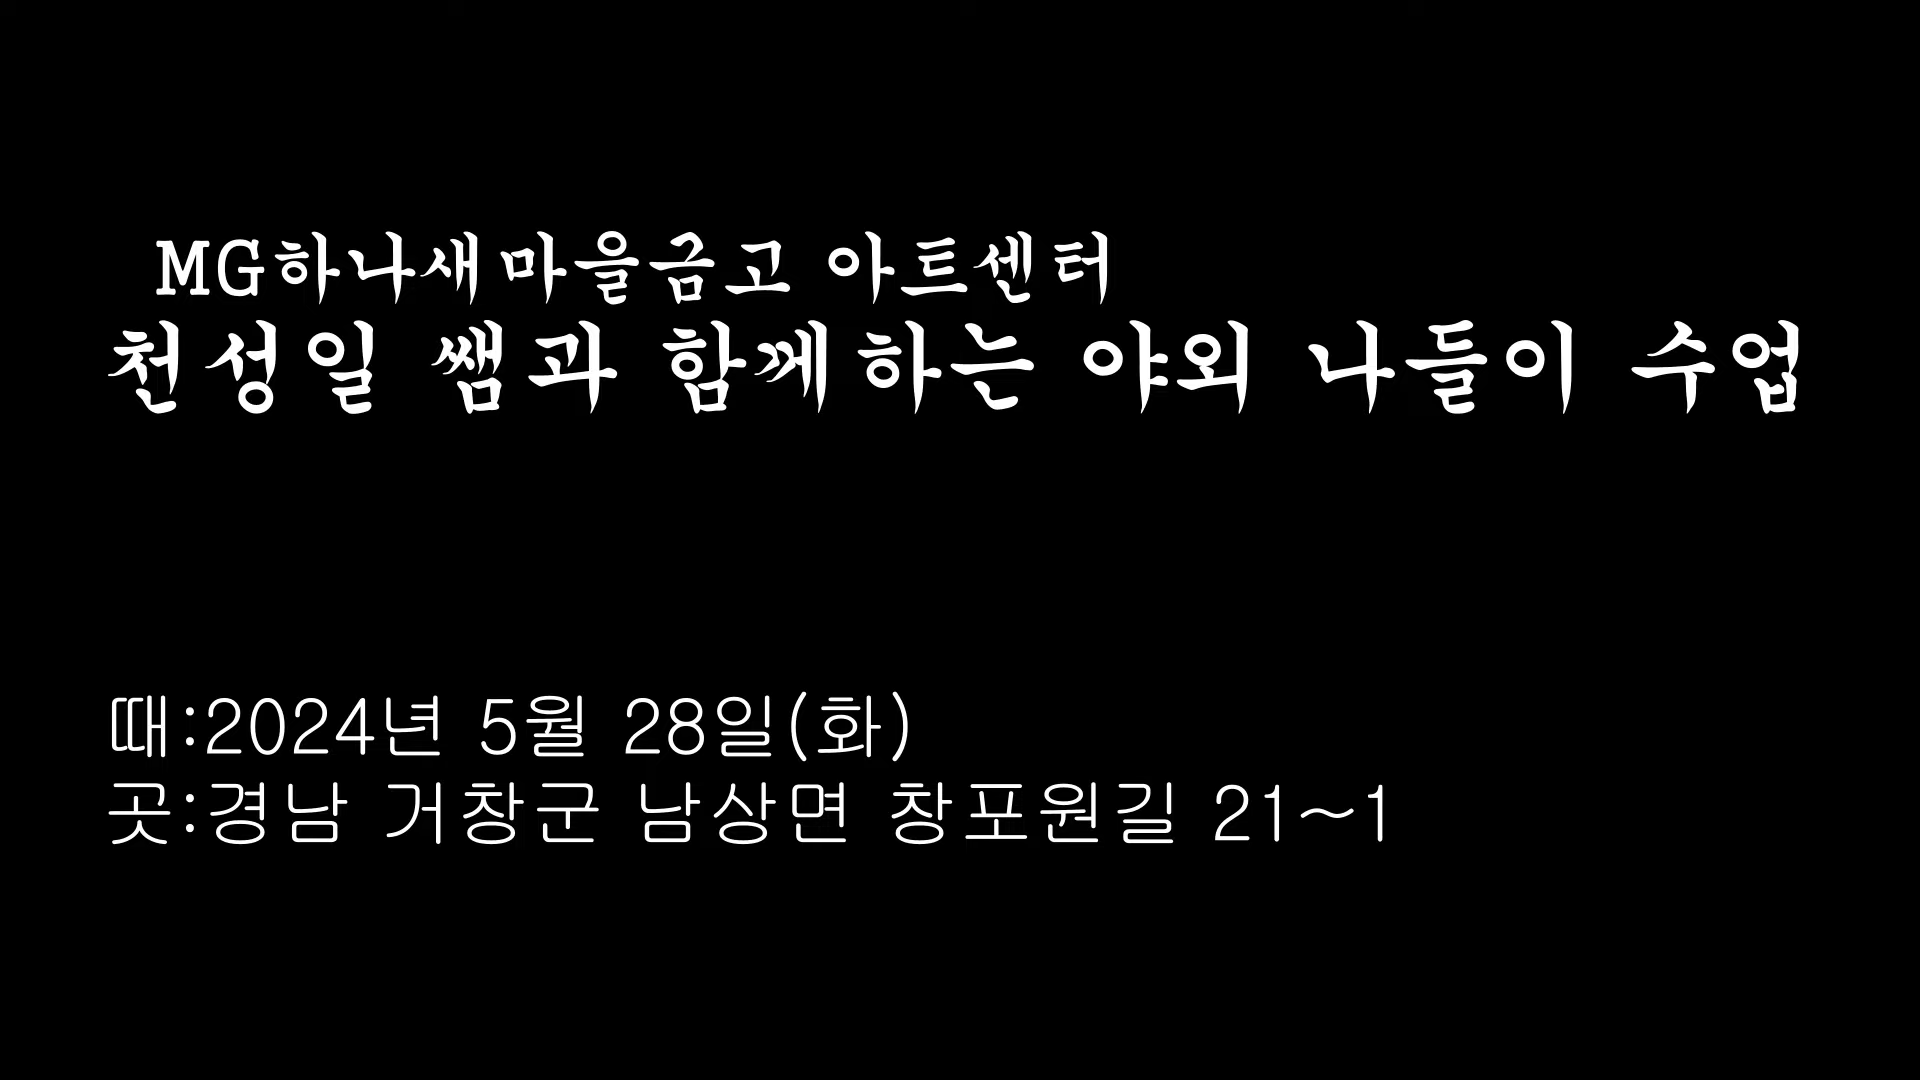 MG하나새마을금고 아트센터
천성일 쌤과 함께하는 야외 나들이 수업
때:2024년 5월 28일(화)
곳:경남 거창군 남상면 창포원길 21~1